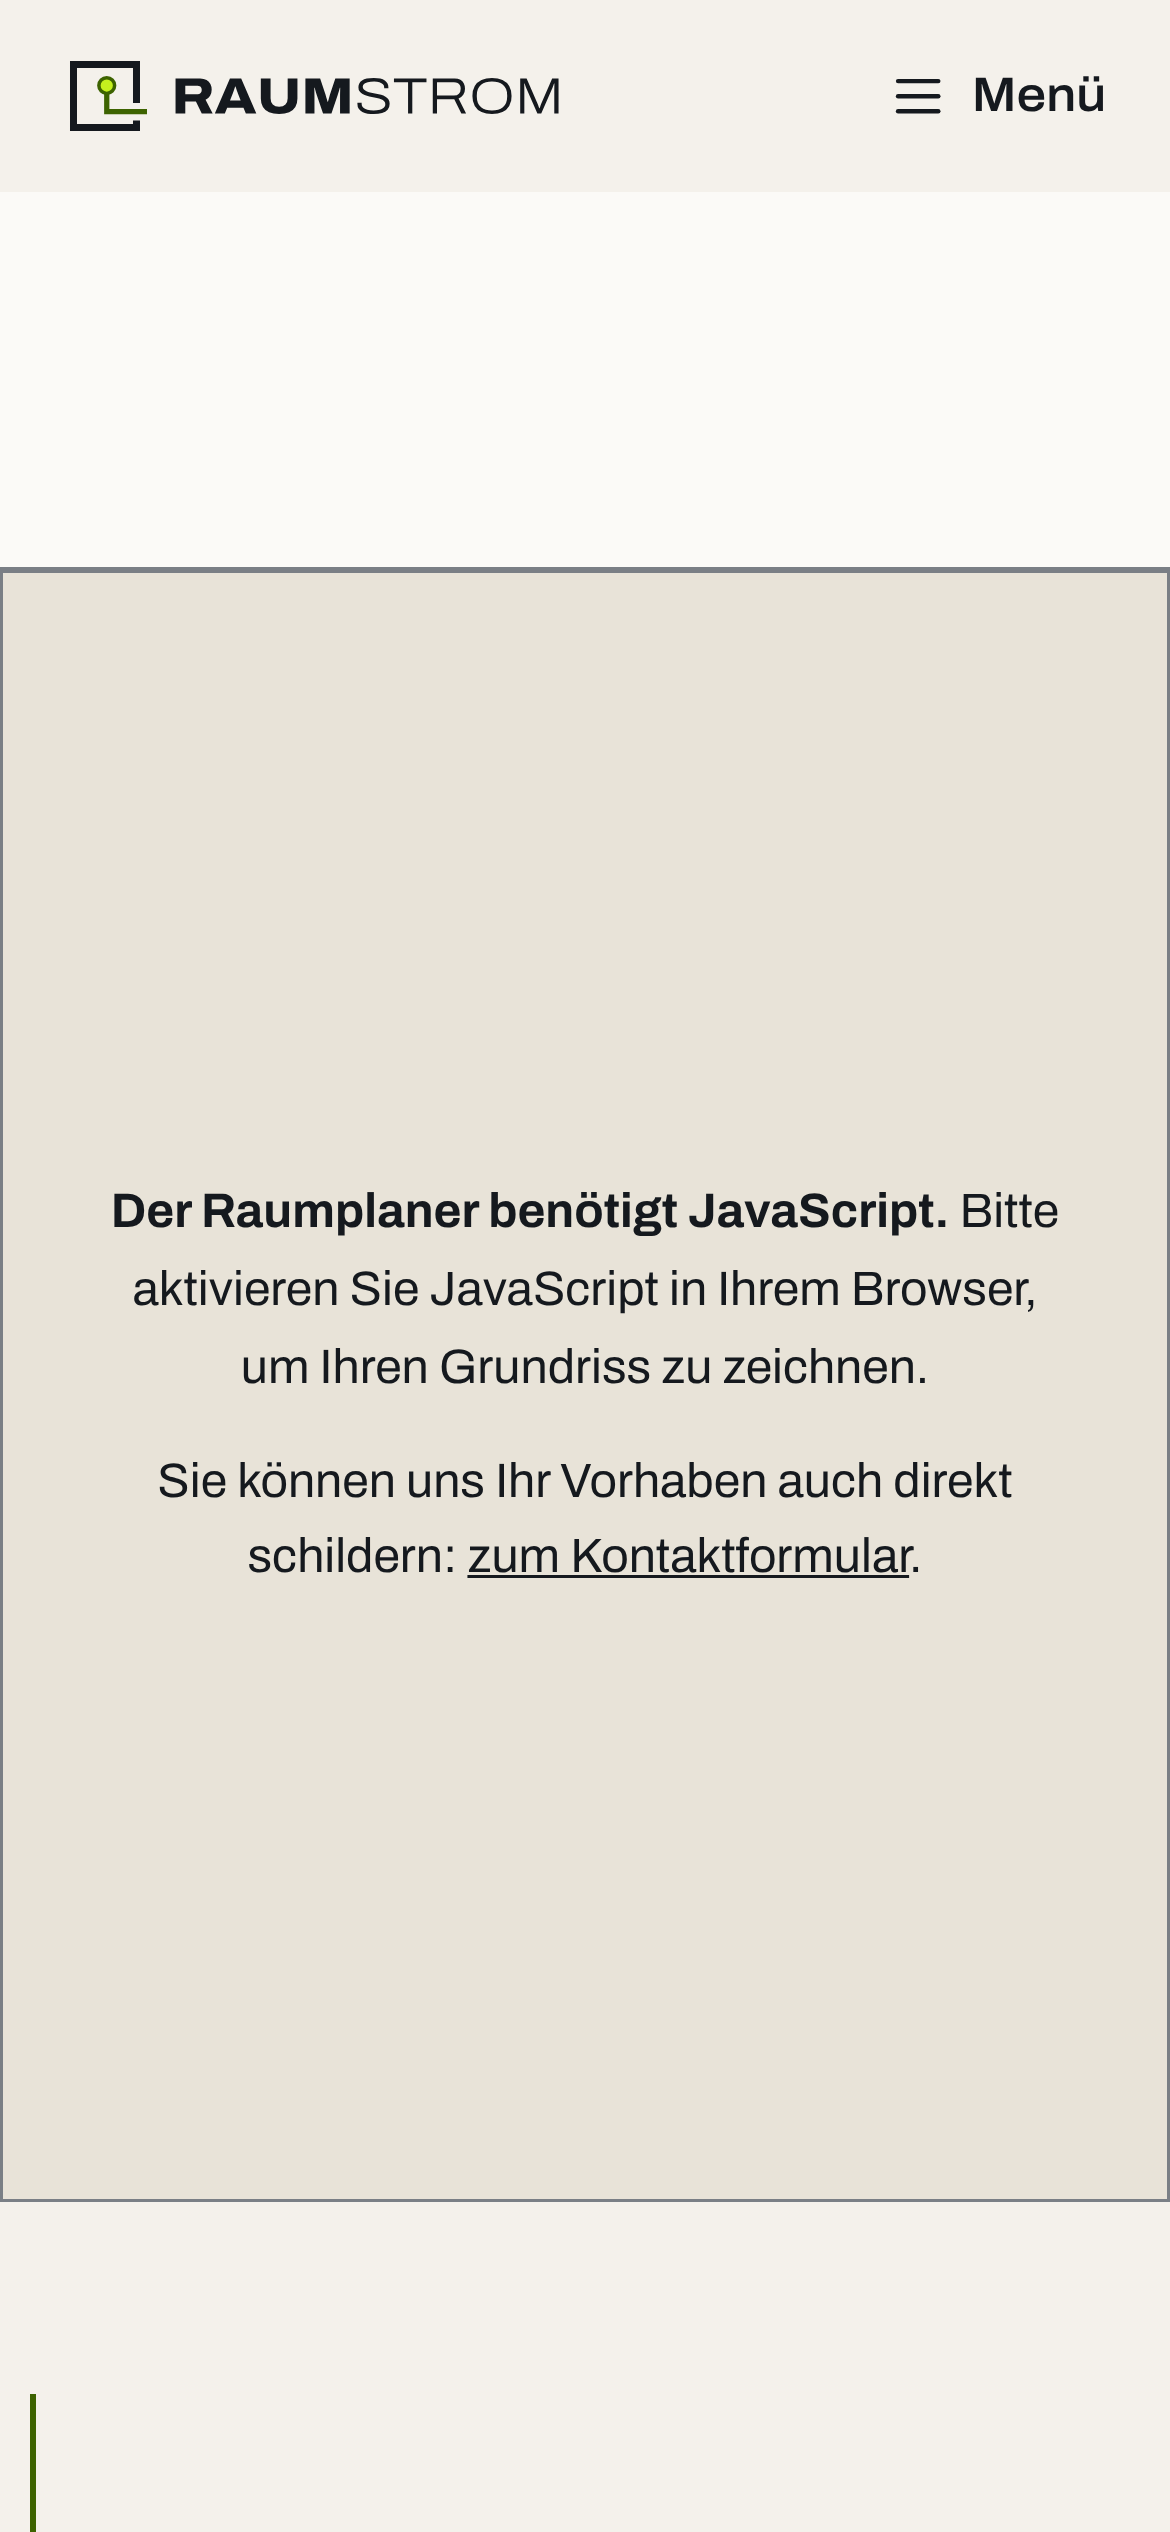 RAUMSTROM
Menü
Der Raumplaner benötigt JavaScript. Bitte
aktivieren Sie JavaScript in Ihrem Browser,
um Ihren Grundriss zu zeichnen.
Sie können uns Ihr Vorhaben auch direkt
schildern: zum Kontaktformular.